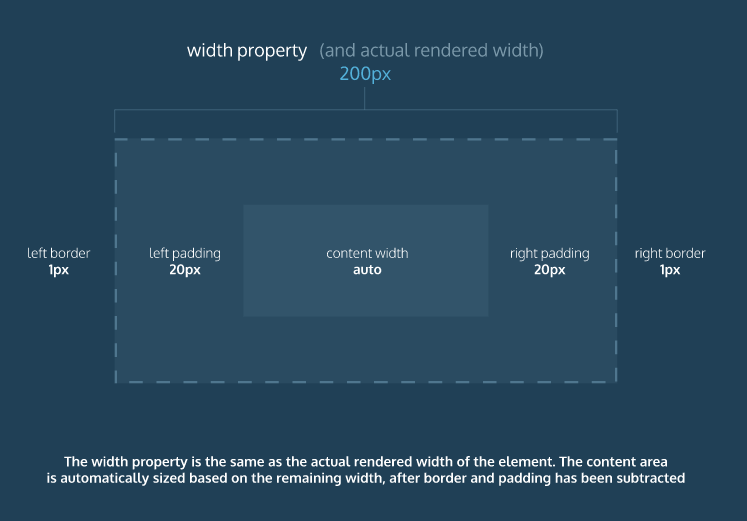 width property (and actual rendered width)
200px
left border
1px
left padding
20px
content width
auto
right padding
20px
right border
1px
The width property is the same as the actual rendered width of the element. The content area
is automatically sized based on the remaining width, after border and padding has been subtracted